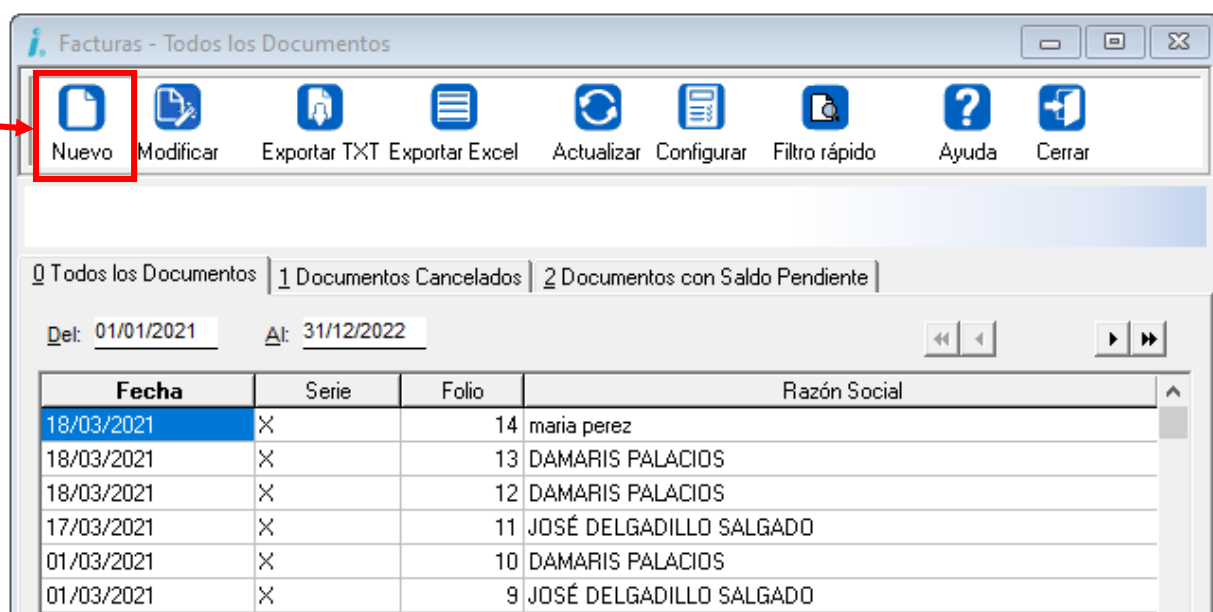 Facturas - Todos los Documentos
Nuevo Modificar Exportar TXT Exportar Excel Actualizar Configurar Filtro rápido Ayuda Cerrar
0 Todos los Documentos 1 Documentos Cancelados 2 Documentos con Saldo Pendiente
Del: 01/01/2021 Al: 31/12/2022
Fecha Serie Folio Razón Social
18/03/2021 X 14 maria perez
18/03/2021 X 13 DAMARIS PALACIOS
18/03/2021 X 12 DAMARIS PALACIOS
17/03/2021 X 11 JOSÉ DELGADILLO SALGADO
01/03/2021 X 10 DAMARIS PALACIOS
01/03/2021 X 9 JOSÉ DELGADILLO SALGADO